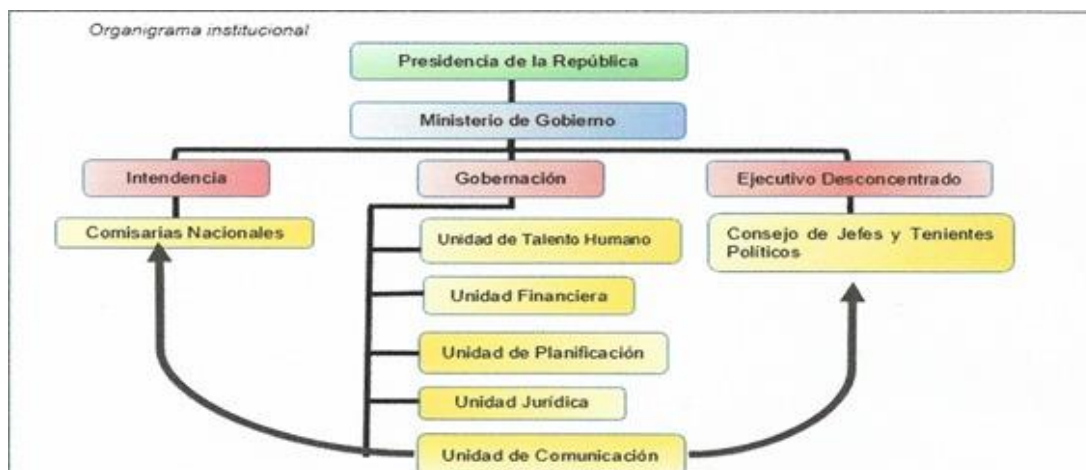 Organigrama institucional
Presidencia de la República
Ministerio de Gobierno
Intendencia
Gobernación
Ejecutivo Desconcentrado
Comisarias Nacionales
Unidad de Talento Humano
Consejo de Jefes y Tenientes
Políticos
Unidad Financiera
Unidad de Planificación
Unidad Jurídica
Unidad de Comunicación